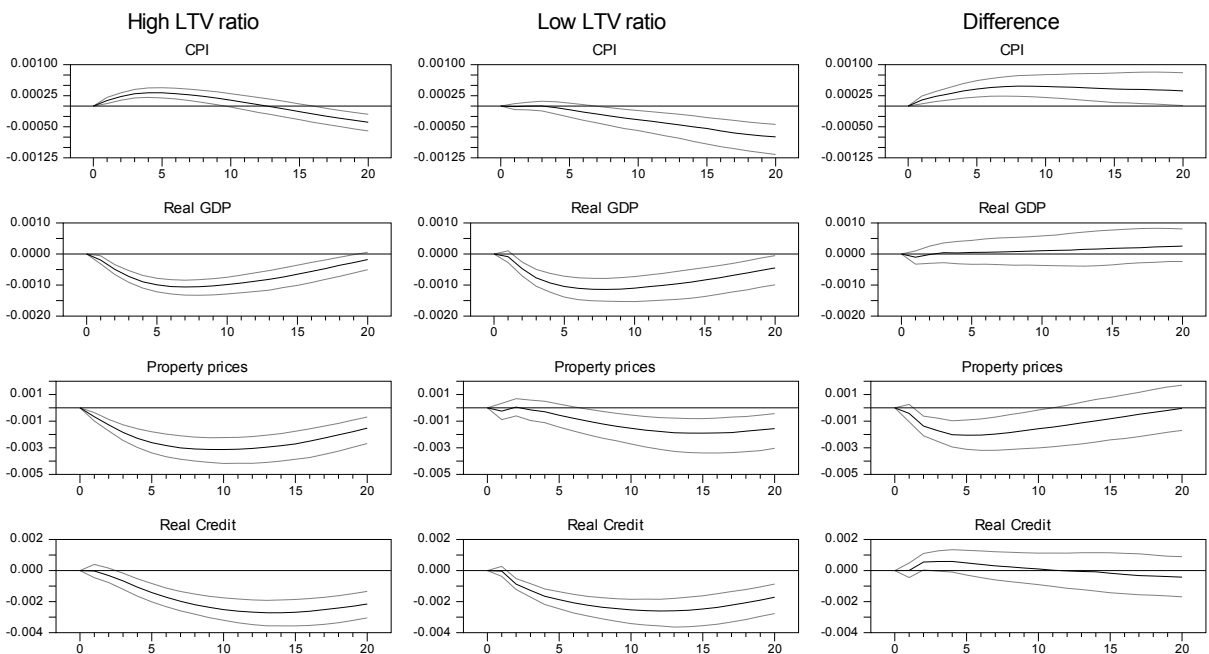 High LTV ratio Low LTV ratio Difference
CPI CPI CPI
0.00100 0.00100 0.00100
0.00025 0.00025 0.00025
-0.00050 -0.00050 -0.00050
-0.00125 -0.00125 -0.00125
0 5 10 15 20 0 5 10 15 20 0 5 10 15 20
Real GDP Real GDP Real GDP
0.0010 0.0010 0.0010
0.0000 0.0000 0.0000
-0.0010 -0.0010 -0.0010
-0.0020 -0.0020 -0.0020
0 5 10 15 20 0 5 10 15 20 0 5 10 15 20
Property prices Property prices Property prices
0.001 0.001 0.001
-0.001 -0.001 -0.001
-0.003 -0.003 -0.003
-0.005 -0.005 -0.005
0 5 10 15 20 0 5 10 15 20 0 5 10 15 20
Real Credit Real Credit Real Credit
0.002 0.002 0.002
0.000 0.000 0.000
-0.002 -0.002 -0.002
-0.004 -0.004 -0.004
0 5 10 15 20 0 5 10 15 20 0 5 10 15 20